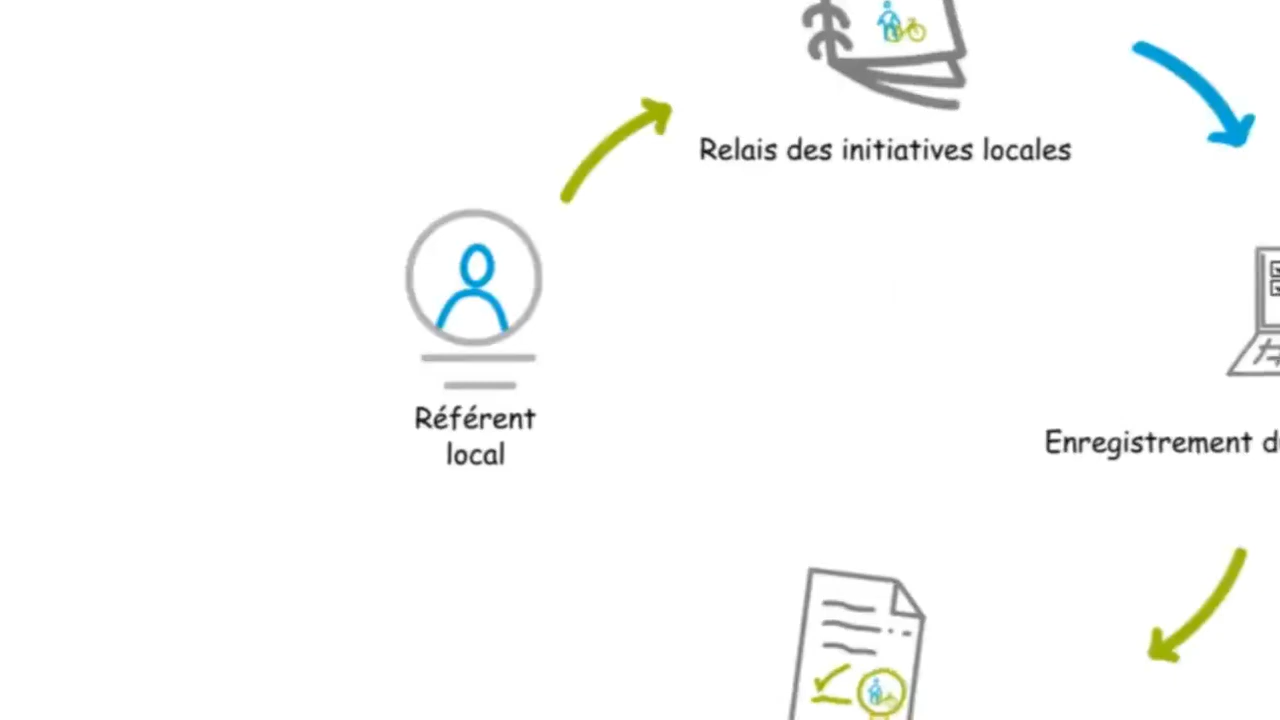 Relais des initiatives locales
Référent
local
Enregistrement